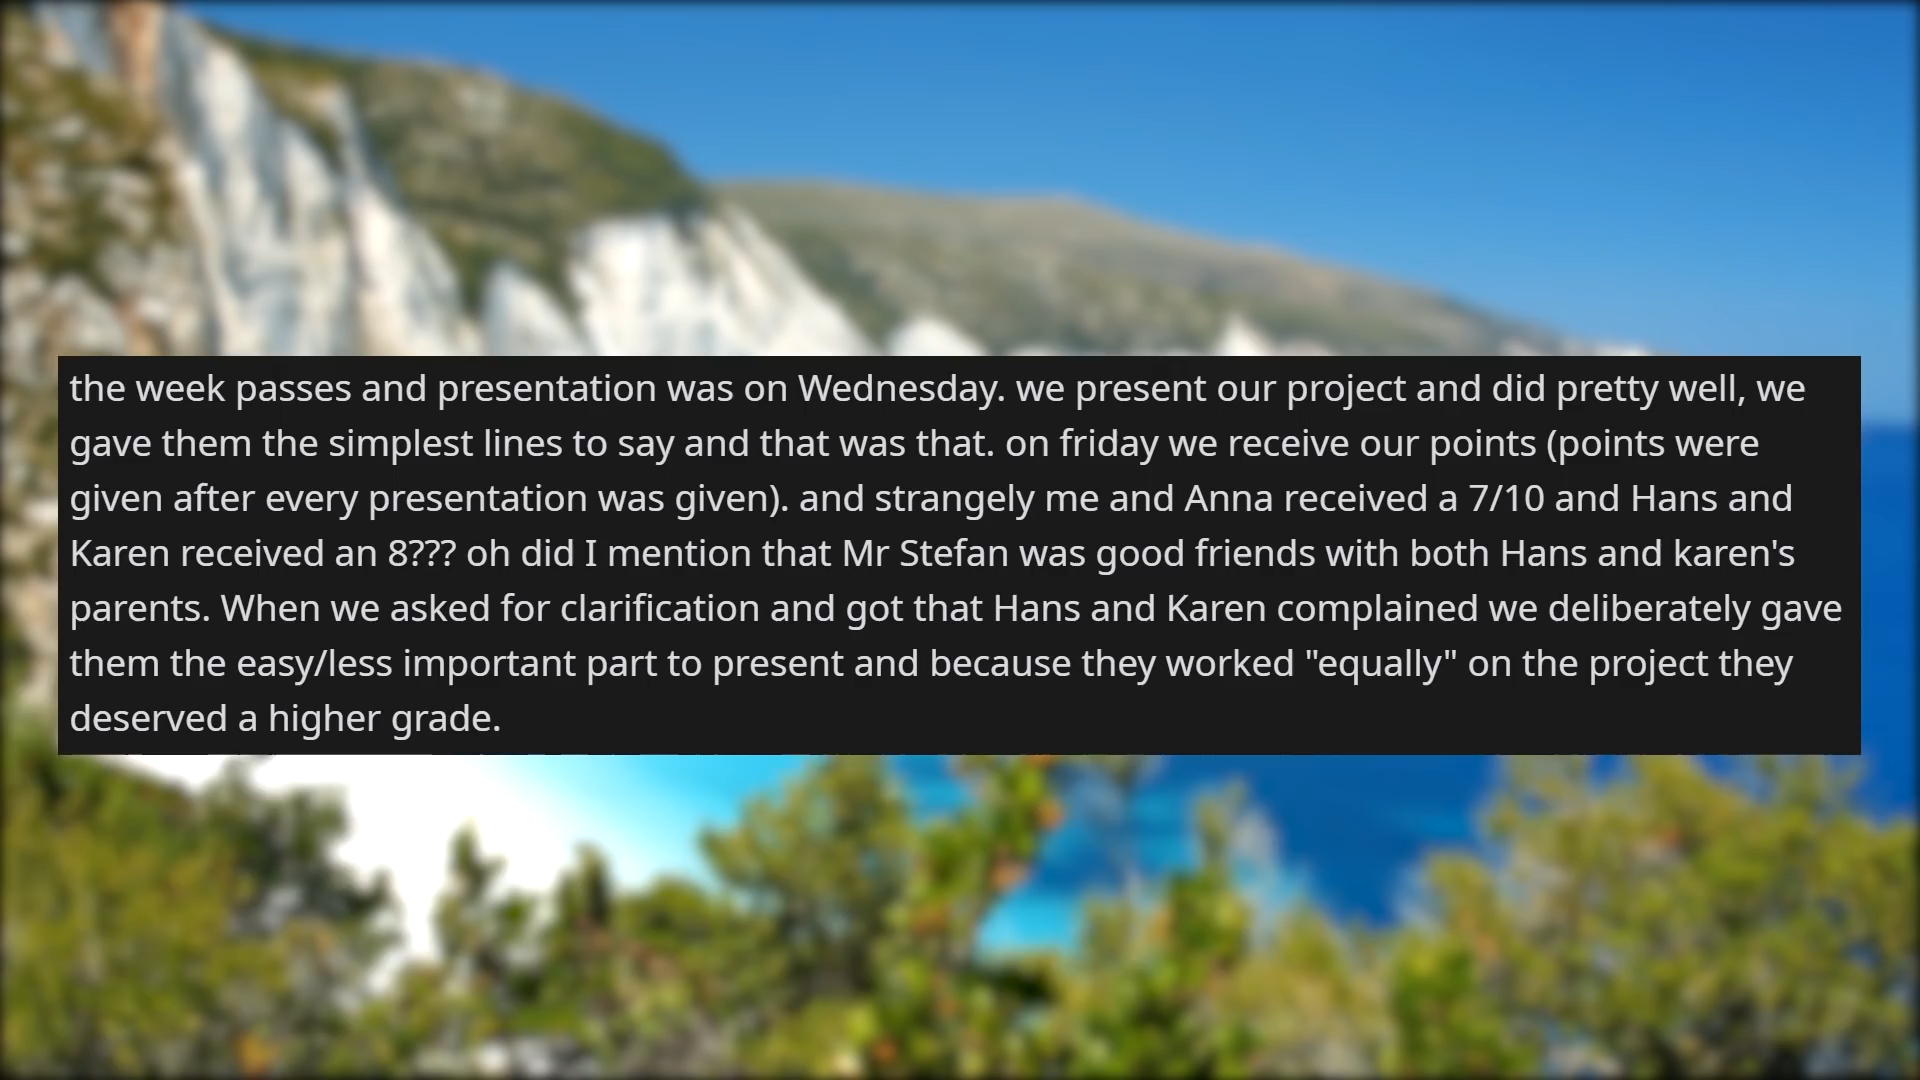 the week passes and presentation was on Wednesday. we present our project and did pretty well, we
gave them the simplest lines to say and that was that. on friday we receive our points (points were
given after every presentation was given). and strangely me and Anna received a 7/10 and Hans and
Karen received an 8??? oh did I mention that Mr Stefan was good friends with both Hans and karen's
parents. When we asked for clarification and got that Hans and Karen complained we deliberately gave
them the easy/less important part to present and because they worked "equally" on the project they
deserved a higher grade.